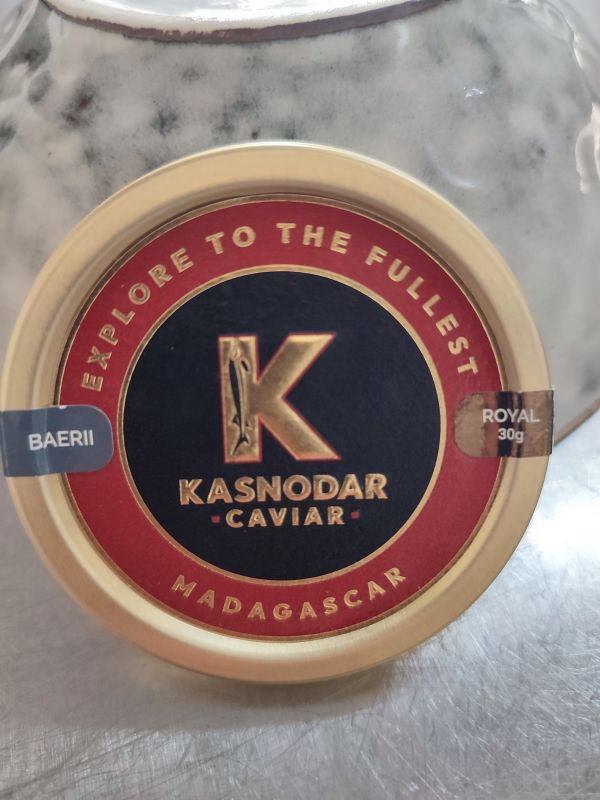 EXPLORE TO THE FULLEST
BAERII
ROYAL
30g
K
KASNODAR
CAVIAR
MADAGASCAR